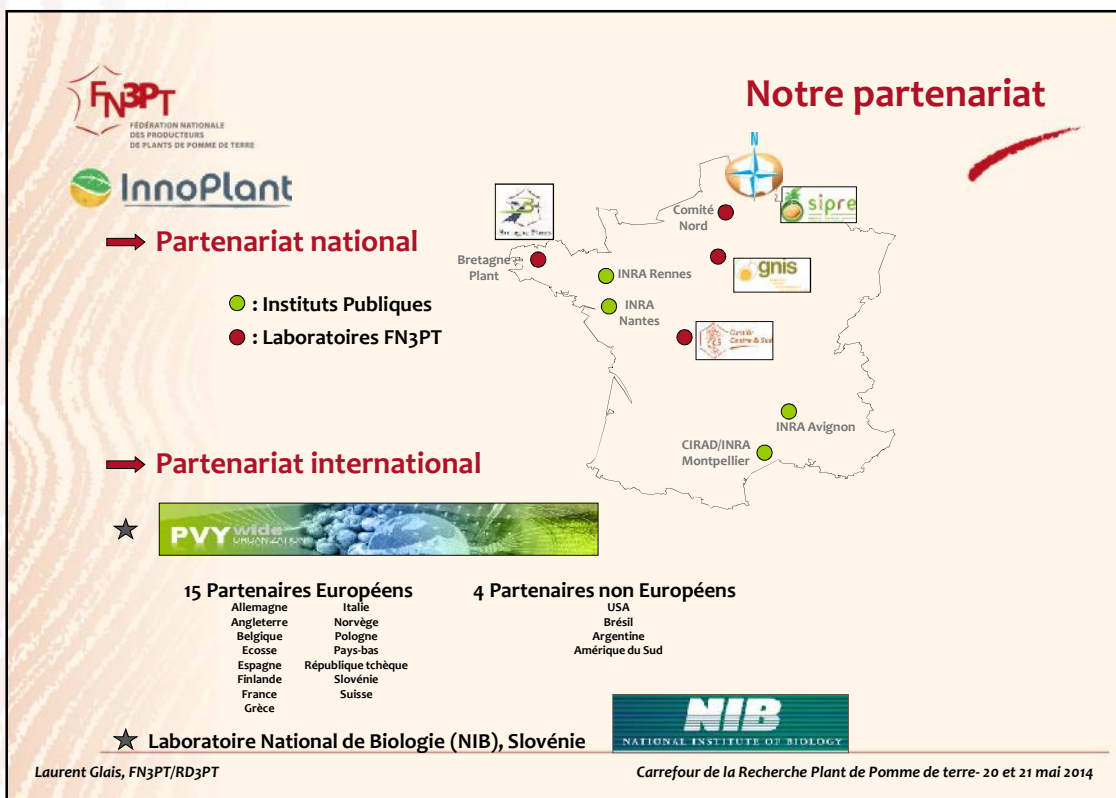 Notre partenariat
FN3PT
FÉDÉRATION NATIONALE
DES PRODUCTEURS
DE PLANTS DE POMME DE TERRE
InnoPlant
Partenariat national
: Instituts Publiques
: Laboratoires FN3PT
N
sipre
Comité
Nord
Bretagne
Plant
gnis
INRA Rennes
INRA
Nantes
Comité
Centre & Sud
INRA Avignon
CIRAD/INRA
Montpellier
Partenariat international
PVY wide
ORGANIZATION
15 Partenaires Européens
Allemagne
Angleterre
Belgique
Ecosse
Espagne
Finlande
France
Grèce
Italie
Norvège
Pologne
Pays-bas
République tchèque
Slovénie
Suisse
4 Partenaires non Européens
USA
Brésil
Argentine
Amérique du Sud
NIB
NATIONAL INSTITUTE OF BIOLOGY
Laboratoire National de Biologie (NIB), Slovénie
Laurent Glais, FN3PT/RD3PT
Carrefour de la Recherche Plant de Pomme de terre- 20 et 21 mai 2014